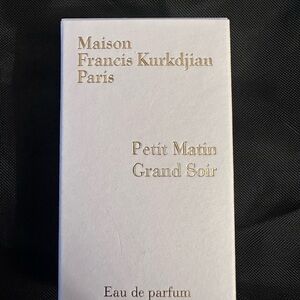 Maison
Francis Kurkdjian
Paris
Petit Matin
Grand Soir
Eau de parfum